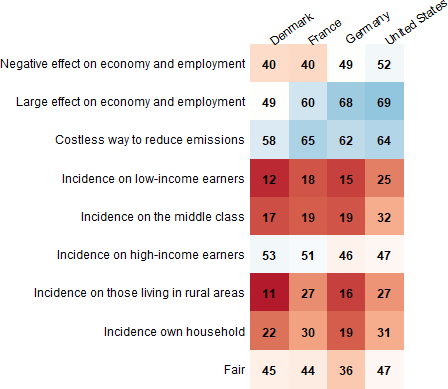 Denmark France Germany United States
Negative effect on economy and employment 40 40 49 52
Large effect on economy and employment 49 60 68 69
Costless way to reduce emissions 58 65 62 64
Incidence on low-income earners 12 18 15 25
Incidence on the middle class 17 19 19 32
Incidence on high-income earners 53 51 46 47
Incidence on those living in rural areas 11 27 16 27
Incidence own household 22 30 19 31
Fair 45 44 36 47